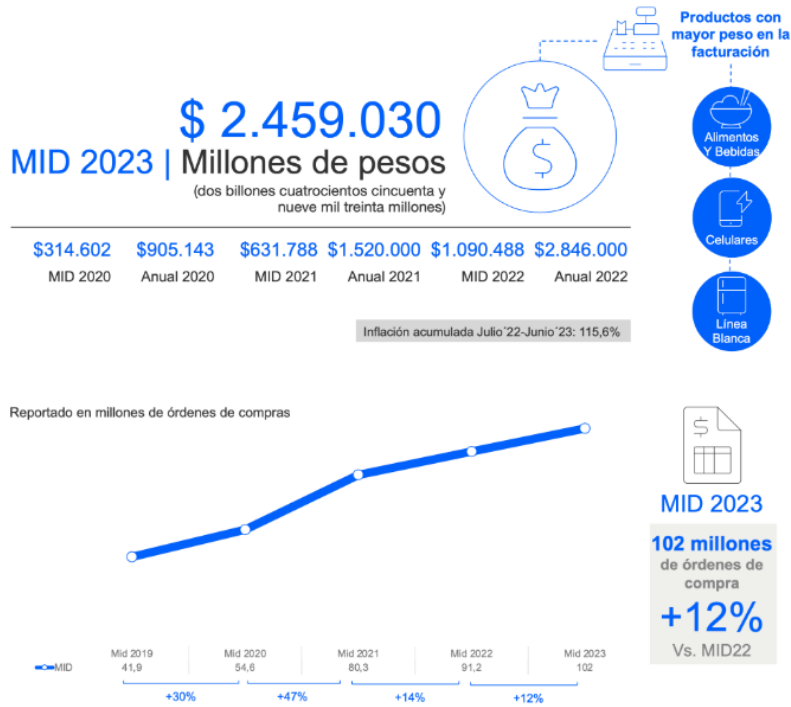 Productos con
mayor peso en la
facturación
$ 2.459.030
MID 2023 | Millones de pesos
(dos billones cuatrocientos cincuenta y
nueve mil treinta millones)
$314.602 $905.143 $631.788 $1.520.000 $1.090.488 $2.846.000
MID 2020 Anual 2020 MID 2021 Anual 2021 MID 2022 Anual 2022
Inflación acumulada Julio´22-Junio´23: 115,6%
$
Alimentos
Y Bebidas
Celulares
Línea
Blanca
Reportado en millones de órdenes de compras
Mid 2019 Mid 2020 Mid 2021 Mid 2022 Mid 2023
MID 41,9 54,6 80,3 91,2 102
+30% +47% +14% +12%
$
MID 2023
102 millones
de órdenes de
compra
+12%
Vs. MID22